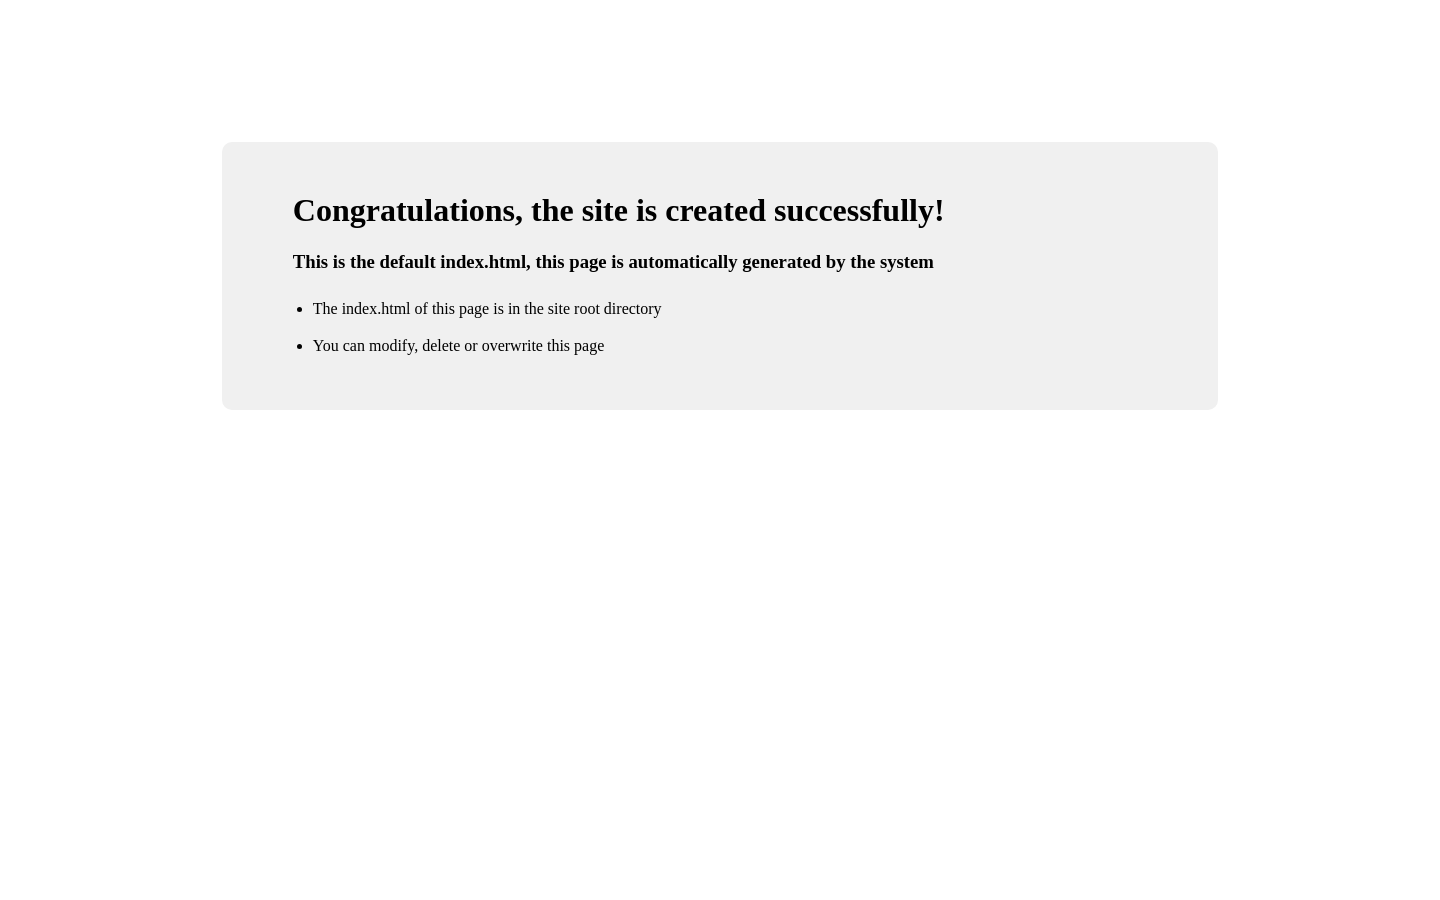 Congratulations, the site is created successfully!
This is the default index.html, this page is automatically generated by the system
The index.html of this page is in the site root directory
You can modify, delete or overwrite this page